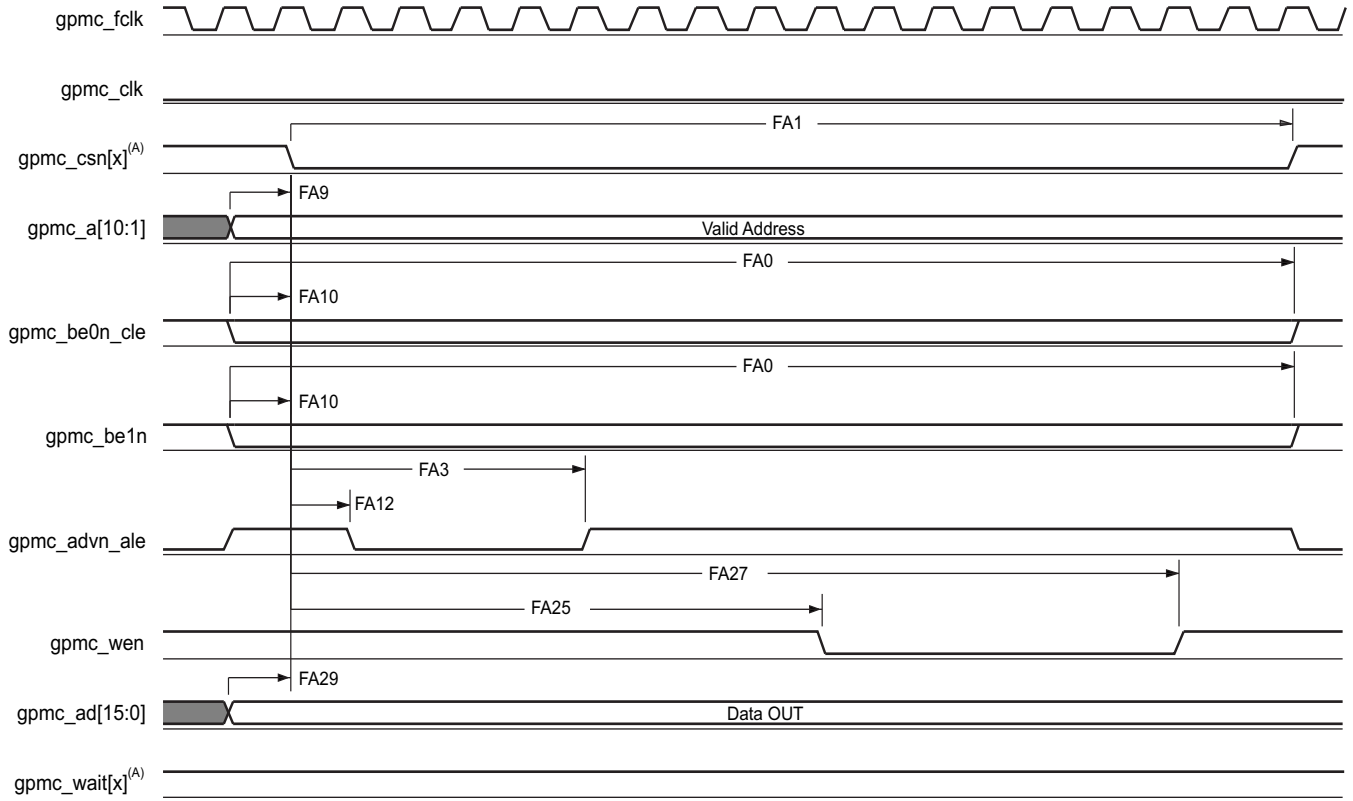 gpmc_fclk
gpmc_clk
FA1
gpmc_csn[x](A)
FA9
gpmc_a[10:1]
Valid Address
FA0
FA10
gpmc_be0n_cle
FA0
FA10
gpmc_be1n
FA3
FA12
gpmc_advn_ale
FA27
FA25
gpmc_wen
FA29
gpmc_ad[15:0]
Data OUT
gpmc_wait[x](A)